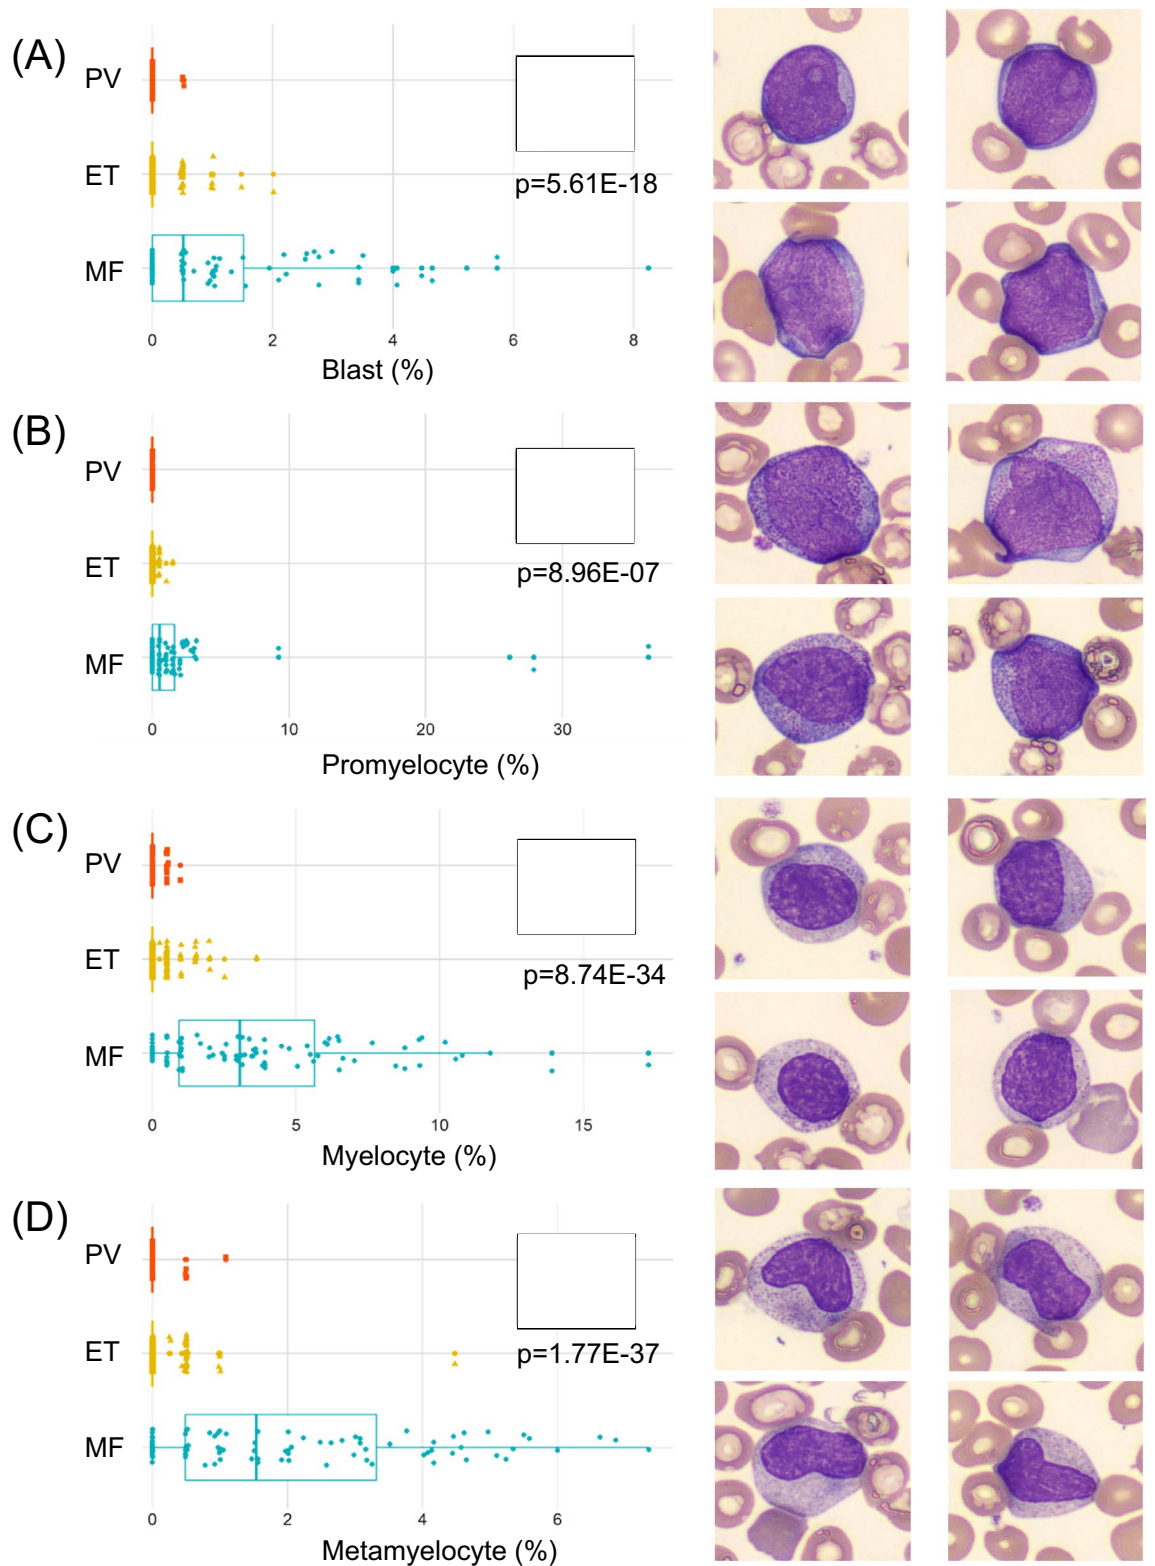 (A)
PV
ET
MF
p=5.61E-18
0 2 4 6 8
Blast (%)
(B)
PV
ET
MF
p=8.96E-07
0 10 20 30
Promyelocyte (%)
(C)
PV
ET
MF
p=8.74E-34
0 5 10 15
Myelocyte (%)
(D)
PV
ET
MF
p=1.77E-37
0 2 4 6
Metamyelocyte (%)